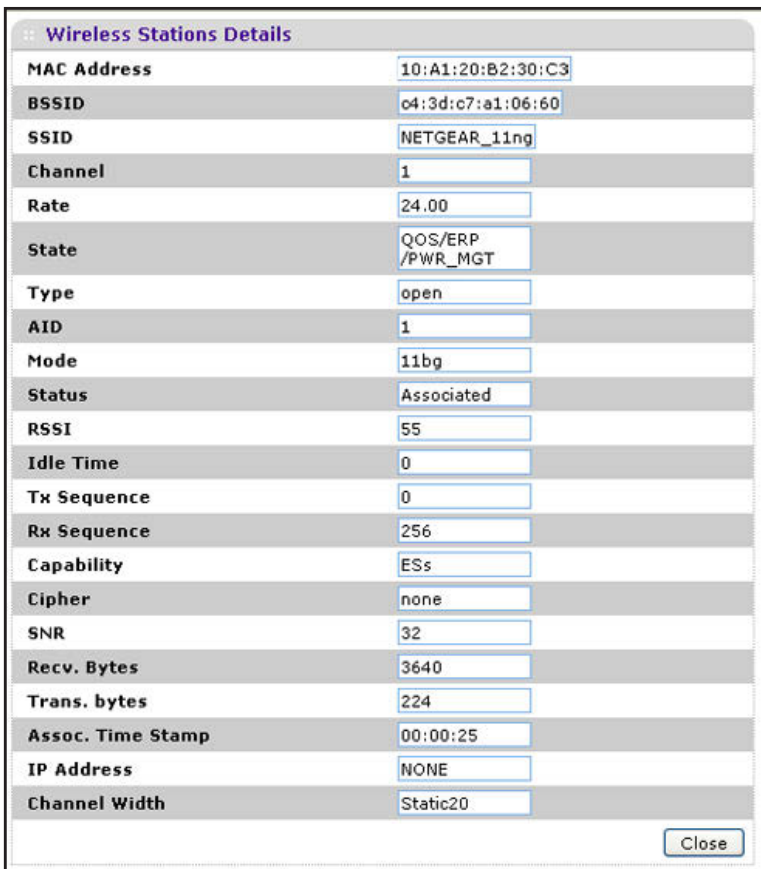 Wireless Stations Details
MAC Address 10:A1:20:B2:30:C3
BSSID c4:3d:c7:a1:06:60
SSID NETGEAR_11ng
Channel 1
Rate 24.00
State QOS/ERP
/PWR_MGT
Type open
AID 1
Mode 11bg
Status Associated
RSSI 55
Idle Time 0
Tx Sequence 0
Rx Sequence 256
Capability ESs
Cipher none
SNR 32
Recv. Bytes 3640
Trans. bytes 224
Assoc. Time Stamp 00:00:25
IP Address NONE
Channel Width Static20
Close